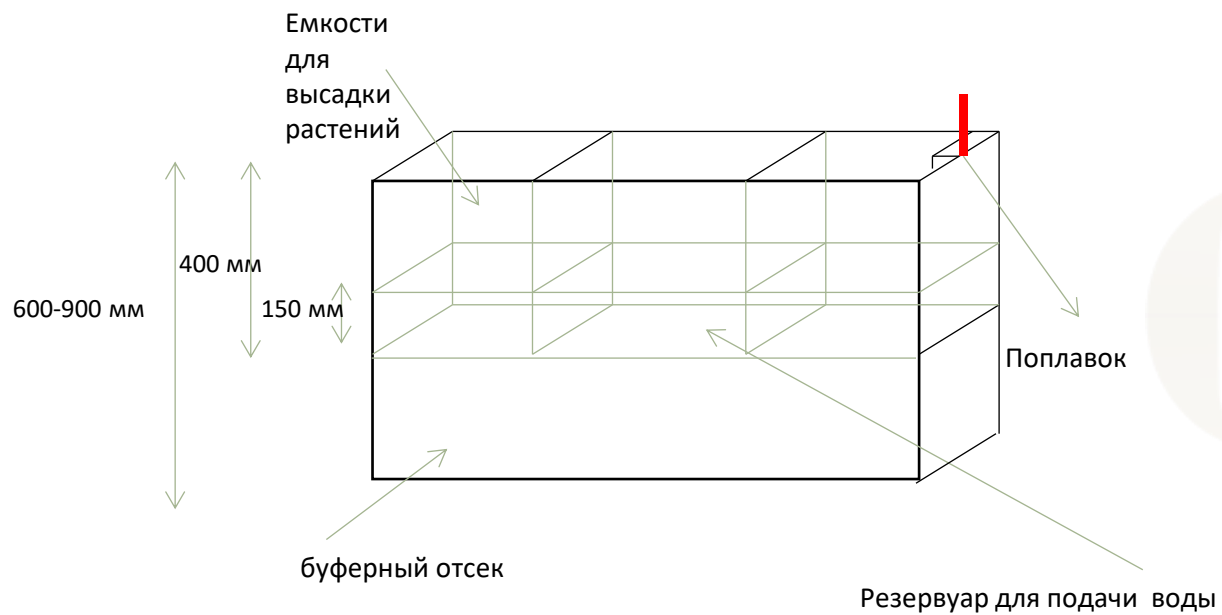 Емкости
для
высадки
растений
400 мм
600-900 мм
150 мм
Поплавок
буферный отсек
Резервуар для подачи воды